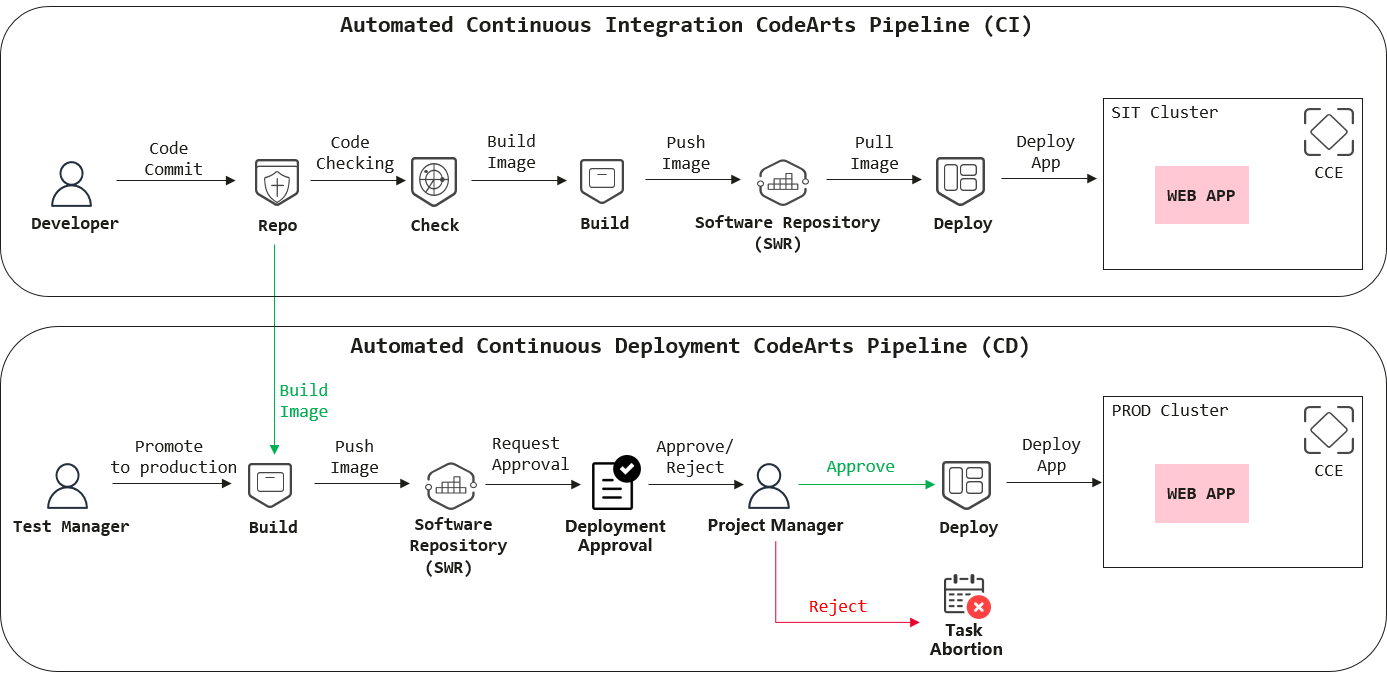 Automated Continuous Integration CodeArts Pipeline (CI)
Code
Commit
Code
Checking
Build
Image
Push
Image
Pull
Image
Deploy
App
SIT Cluster
CCE
WEB APP
Developer
Repo
Check
Build
Software Repository
(SWR)
Deploy
Automated Continuous Deployment CodeArts Pipeline (CD)
Build
Image
Promote
to production
Push
Image
Request
Approval
Approve/
Reject
Approve
Deploy
App
PROD Cluster
CCE
WEB APP
Test Manager
Build
Software
Repository
(SWR)
Deployment
Approval
Project Manager
Deploy
Reject
Task
Abortion